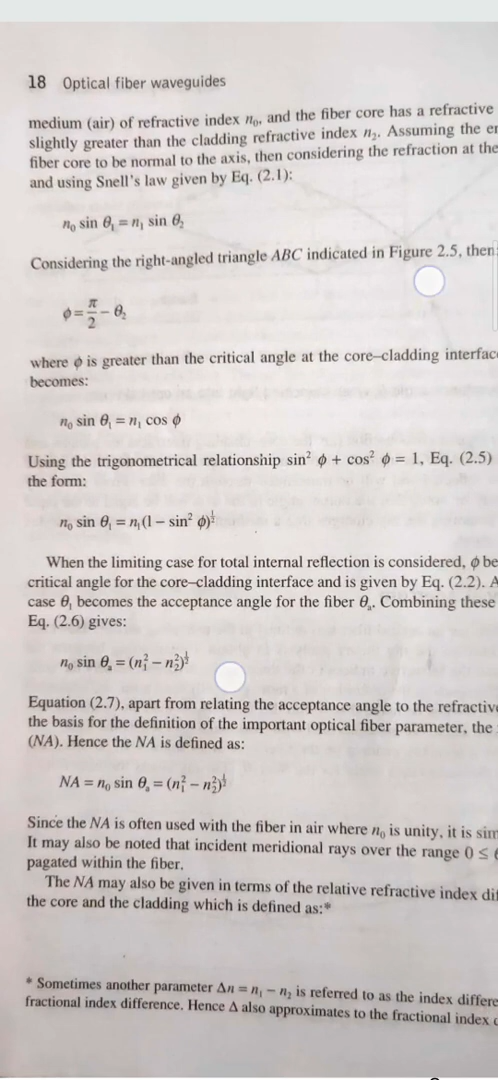 18 Optical fiber waveguides
medium (air) of refractive index n₀, and the fiber core has a refractive
slightly greater than the cladding refractive index n₂. Assuming the
fiber core to be normal to the axis, then considering the refraction at the
and using Snell's law given by Eq. (2.1):
n₀ sin θ₁ = n₁ sin θ₂
Considering the right-angled triangle ABC indicated in Figure 2.5, then:
ϕ = π/2 − θ₂
where ϕ is greater than the critical angle at the core–cladding
becomes:
n₀ sin θ₁ = n₁ cos ϕ
Using the trigonometrical relationship sin² ϕ + cos² ϕ = 1, Eq. (2.5)
the form:
n₀ sin θ₁ = n₁(1 − sin² ϕ)^½
When the limiting case for total internal reflection is considered, ϕ be
critical angle for the core–cladding interface and is given by Eq. (2.2).
case θ₁ becomes the acceptance angle for the fiber θₐ. Combining these
Eq. (2.6) gives:
n₀ sin θₐ = (n₁² − n₂²)^½
Equation (2.7), apart from relating the acceptance angle to the refractive
the basis for the definition of the important optical fiber parameter, the
(NA). Hence the NA is defined as:
NA = n₀ sin θₐ = (n₁² − n₂²)^½
Since the NA is often used with the fiber in air where n₀ is unity, it is sim
It may also be noted that incident meridional rays over the range 0 ≤
pagated within the fiber.
The NA may also be given in terms of the relative refractive index dif
the core and the cladding which is defined as:*
* Sometimes another parameter Δn = n₁ − n₂ is referred to as the index differe
fractional index difference. Hence Δ also approximates to the fractional index